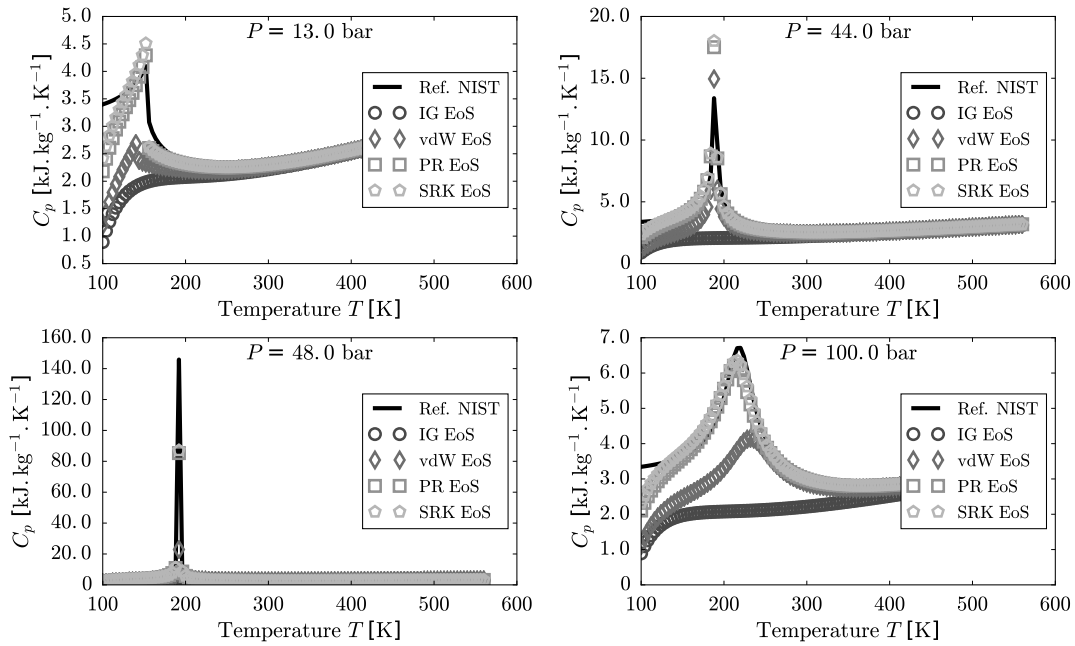 P = 13.0 bar
5.0
4.5
4.0
3.5
3.0
2.5
2.0
1.5
1.0
0.5
C_p [kJ.kg⁻¹.K⁻¹]
Ref. NIST
IG EoS
vdW EoS
PR EoS
SRK EoS
100 200 300 400 500 600
Temperature T [K]
P = 44.0 bar
20.0
15.0
10.0
5.0
0
C_p [kJ.kg⁻¹.K⁻¹]
Ref. NIST
IG EoS
vdW EoS
PR EoS
SRK EoS
100 200 300 400 500 600
Temperature T [K]
P = 48.0 bar
160.0
140.0
120.0
100.0
80.0
60.0
40.0
20.0
0
C_p [kJ.kg⁻¹.K⁻¹]
Ref. NIST
IG EoS
vdW EoS
PR EoS
SRK EoS
100 200 300 400 500 600
Temperature T [K]
P = 100.0 bar
7.0
6.0
5.0
4.0
3.0
2.0
1.0
0
C_p [kJ.kg⁻¹.K⁻¹]
Ref. NIST
IG EoS
vdW EoS
PR EoS
SRK EoS
100 200 300 400 500 600
Temperature T [K]